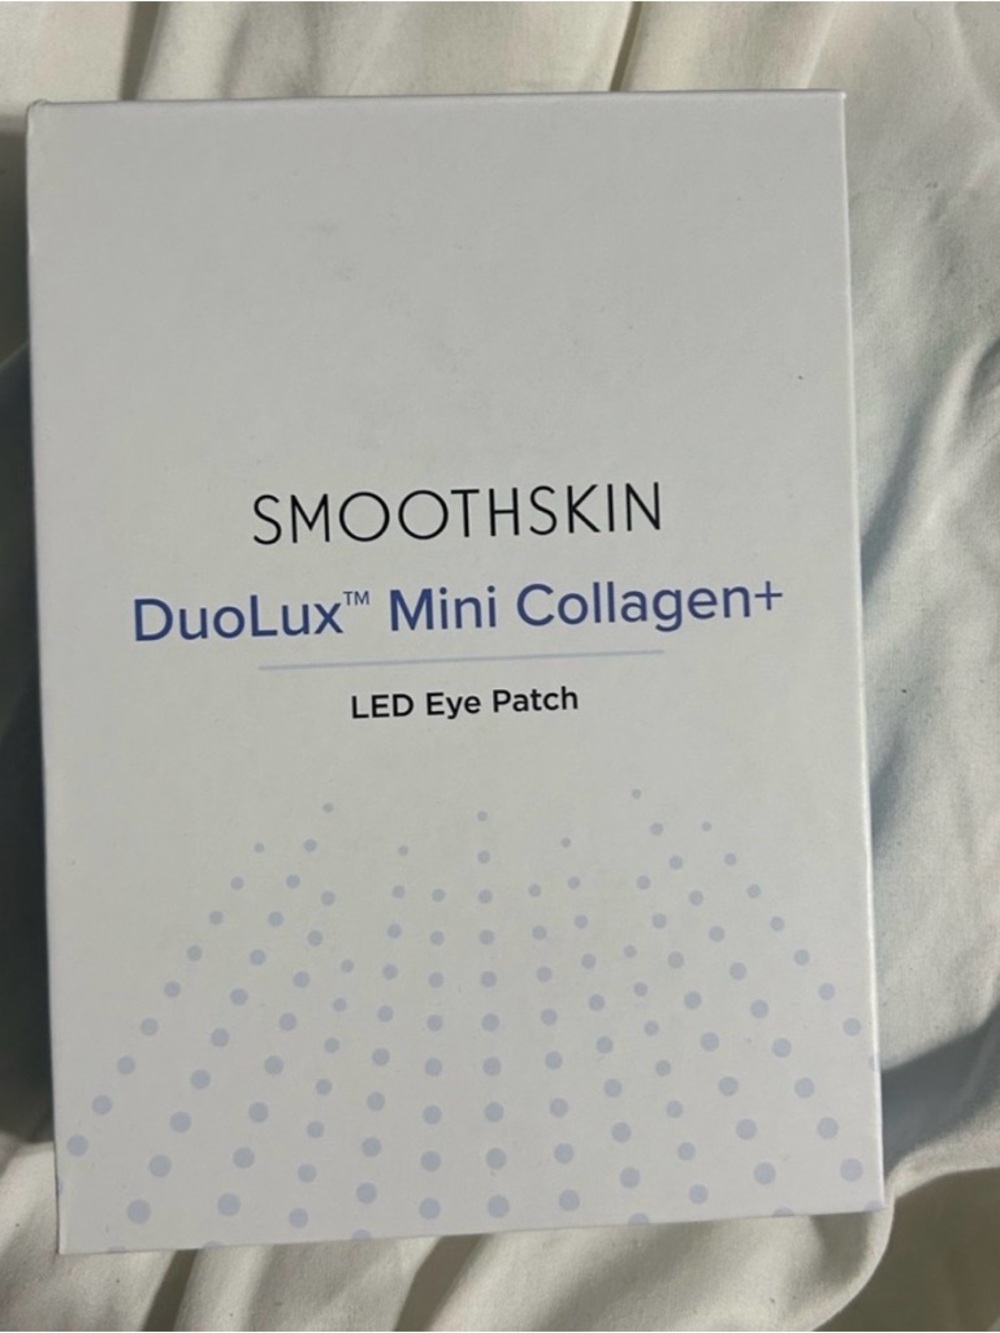 SMOOTHSKIN
DuoLux™ Mini Collagen+
LED Eye Patch